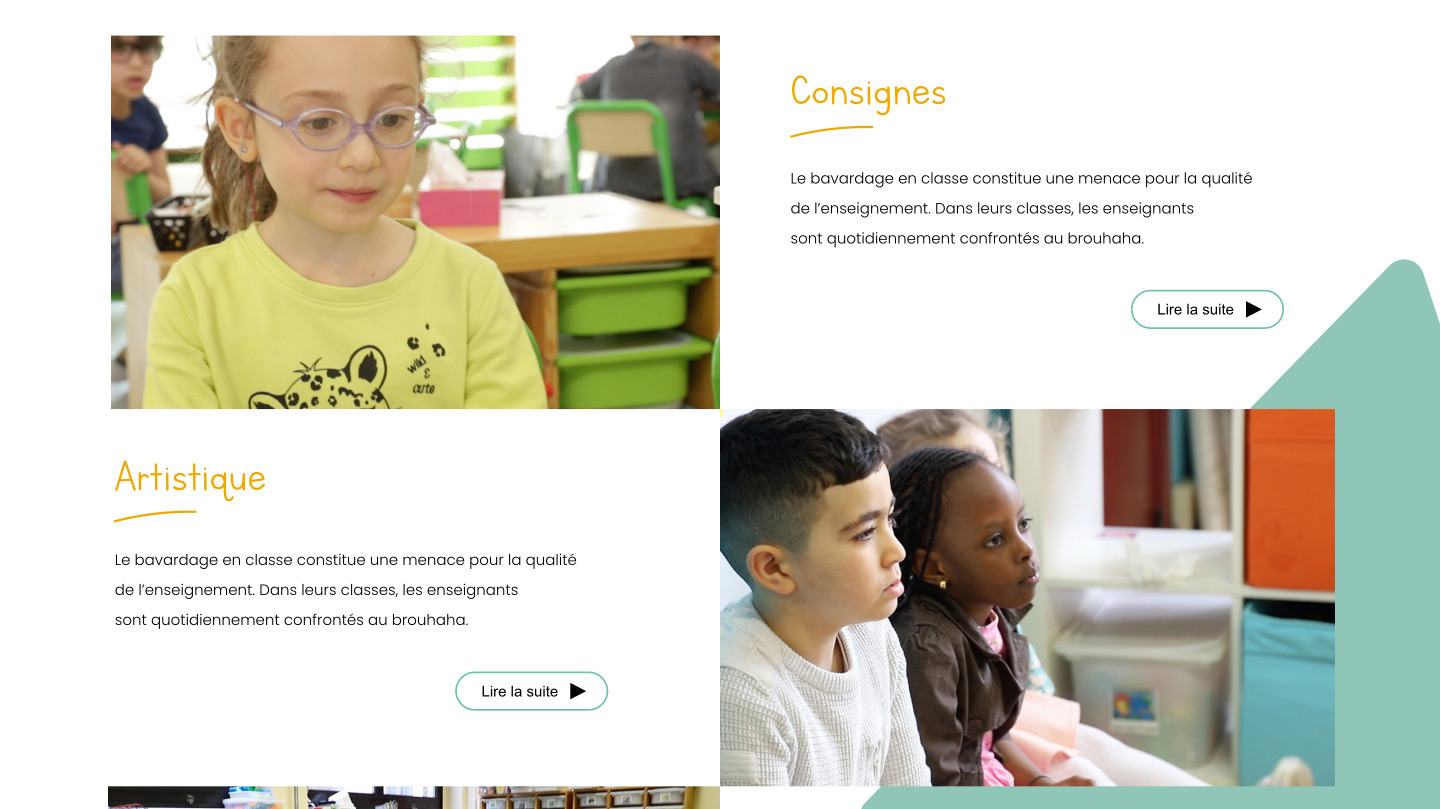 Consignes
Le bavardage en classe constitue une menace pour la qualité
de l’enseignement. Dans leurs classes, les enseignants
sont quotidiennement confrontés au brouhaha.
Lire la suite
wild
&
cute
Artistique
Le bavardage en classe constitue une menace pour la qualité
de l’enseignement. Dans leurs classes, les enseignants
sont quotidiennement confrontés au brouhaha.
Lire la suite